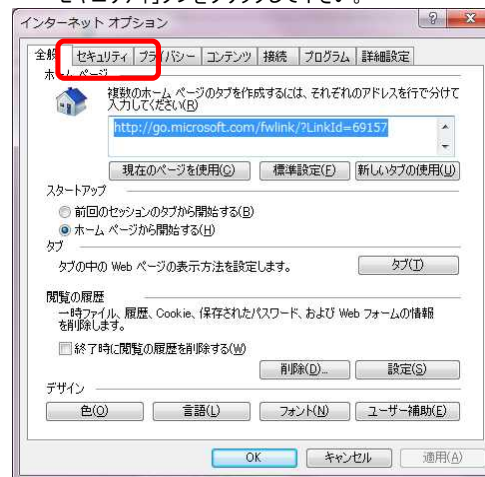 インターネット オプション
全般 セキュリティ プライバシー コンテンツ 接続 プログラム 詳細設定
ホーム ページ
複数のホーム ページのタブを作成するには、それぞれのアドレスを行で分けて
入力してください(R)
http://go.microsoft.com/fwlink/?LinkId=69157
現在のページを使用(C) 標準設定(F) 新しいタブの使用(U)
スタートアップ
前回のセッションのタブから開始する(B)
ホーム ページから開始する(H)
タブ
タブの中の Web ページの表示方法を設定します。 タブ(T)
閲覧の履歴
一時ファイル、履歴、Cookie、保存されたパスワード、および Web フォームの情報
を削除します。
終了時に閲覧の履歴を削除する(W)
削除(D)... 設定(S)
デザイン
色(O) 言語(L) フォント(N) ユーザー補助(E)
OK キャンセル 適用(A)